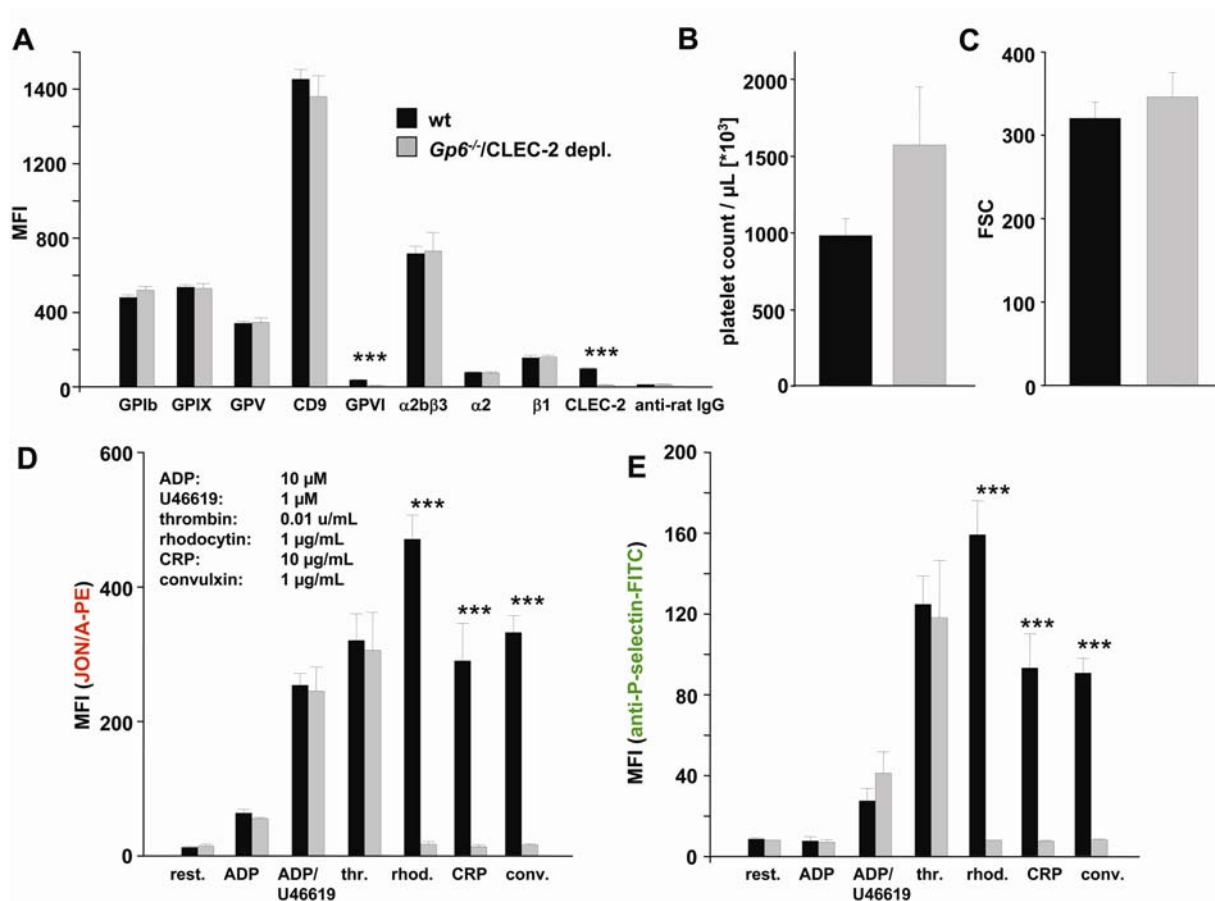 A
1400
1200
800
400
0
MFI
wt
Gp6-/-/CLEC-2 depl.
***
***
GPIb GPIX GPV CD9 GPVI α2bβ3 α2 β1 CLEC-2 anti-rat IgG
B
2000
1500
1000
500
0
platelet count / µL [*10³]
C
400
300
200
100
0
FSC
D
600
400
200
0
MFI (JON/A-PE)
ADP: 10 µM
U46619: 1 µM
thrombin: 0.01 u/mL
rhodocytin: 1 µg/mL
CRP: 10 µg/mL
convulxin: 1 µg/mL
***
***
***
rest. ADP ADP/ thr. rhod. CRP conv.
U46619
E
200
160
120
80
40
0
MFI (anti-P-selectin-FITC)
***
***
***
rest. ADP ADP/ thr. rhod. CRP conv.
U46619